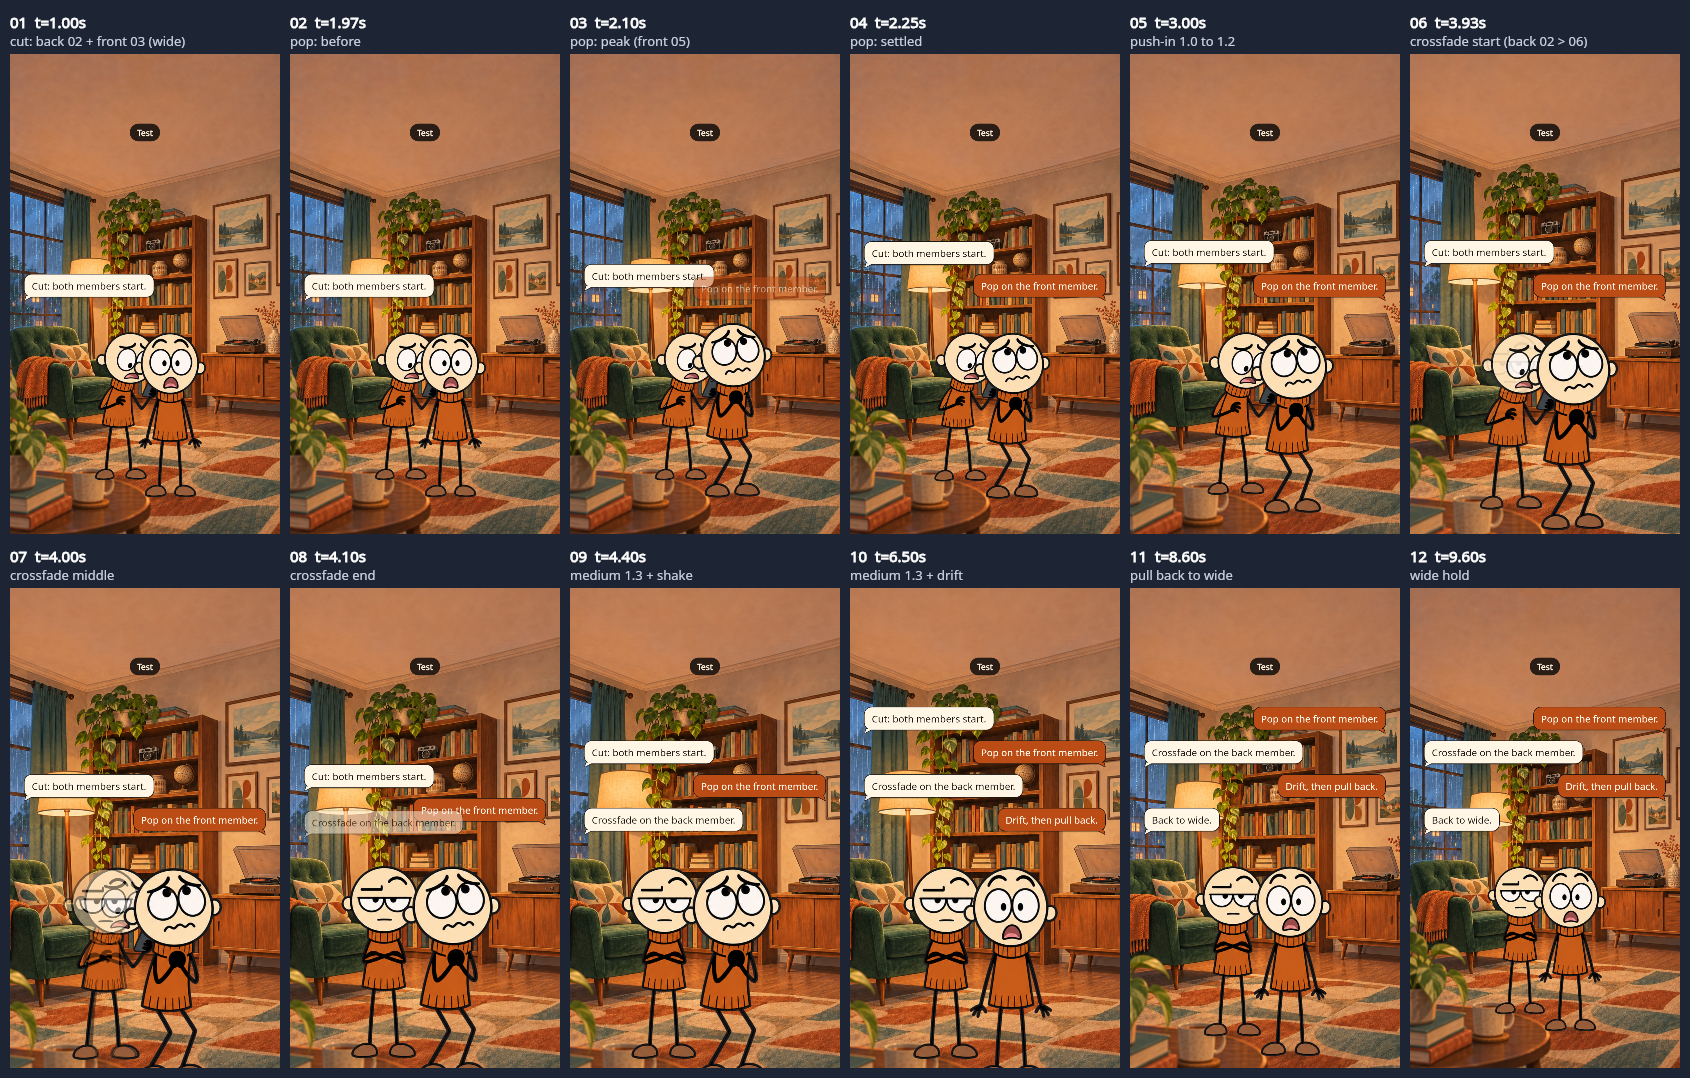 01 t=1.00s
cut: back 02 + front 03 (wide)
Test
Cut: both members start.
02 t=1.97s
pop: before
Test
Cut: both members start.
03 t=2.10s
pop: peak (front 05)
Test
Cut: both members start.
Pop on the front member.
04 t=2.25s
pop: settled
Test
Cut: both members start.
Pop on the front member.
05 t=3.00s
push-in 1.0 to 1.2
Test
Cut: both members start.
Pop on the front member.
06 t=3.93s
crossfade start (back 02 > 06)
Test
Cut: both members start.
Pop on the front member.
07 t=4.00s
crossfade middle
Test
Cut: both members start.
Pop on the front member.
08 t=4.10s
crossfade end
Test
Cut: both members start.
Pop on the front member.
Crossfade on the back member.
09 t=4.40s
medium 1.3 + shake
Test
Cut: both members start.
Pop on the front member.
Crossfade on the back member.
10 t=6.50s
medium 1.3 + drift
Test
Cut: both members start.
Pop on the front member.
Crossfade on the back member.
Drift, then pull back.
11 t=8.60s
pull back to wide
Test
Pop on the front member.
Crossfade on the back member.
Drift, then pull back.
Back to wide.
12 t=9.60s
wide hold
Test
Pop on the front member.
Crossfade on the back member.
Drift, then pull back.
Back to wide.